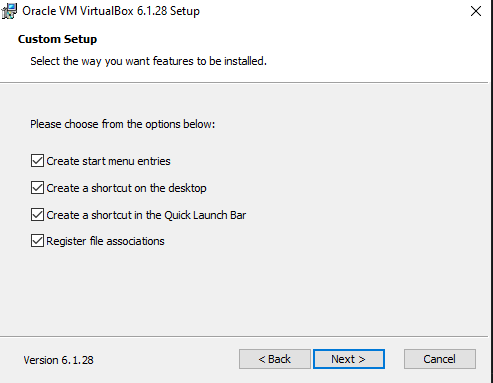 Oracle VM VirtualBox 6.1.28 Setup
Custom Setup
Select the way you want features to be installed.
Please choose from the options below:
Create start menu entries
Create a shortcut on the desktop
Create a shortcut in the Quick Launch Bar
Register file associations
Version 6.1.28
< Back
Next >
Cancel